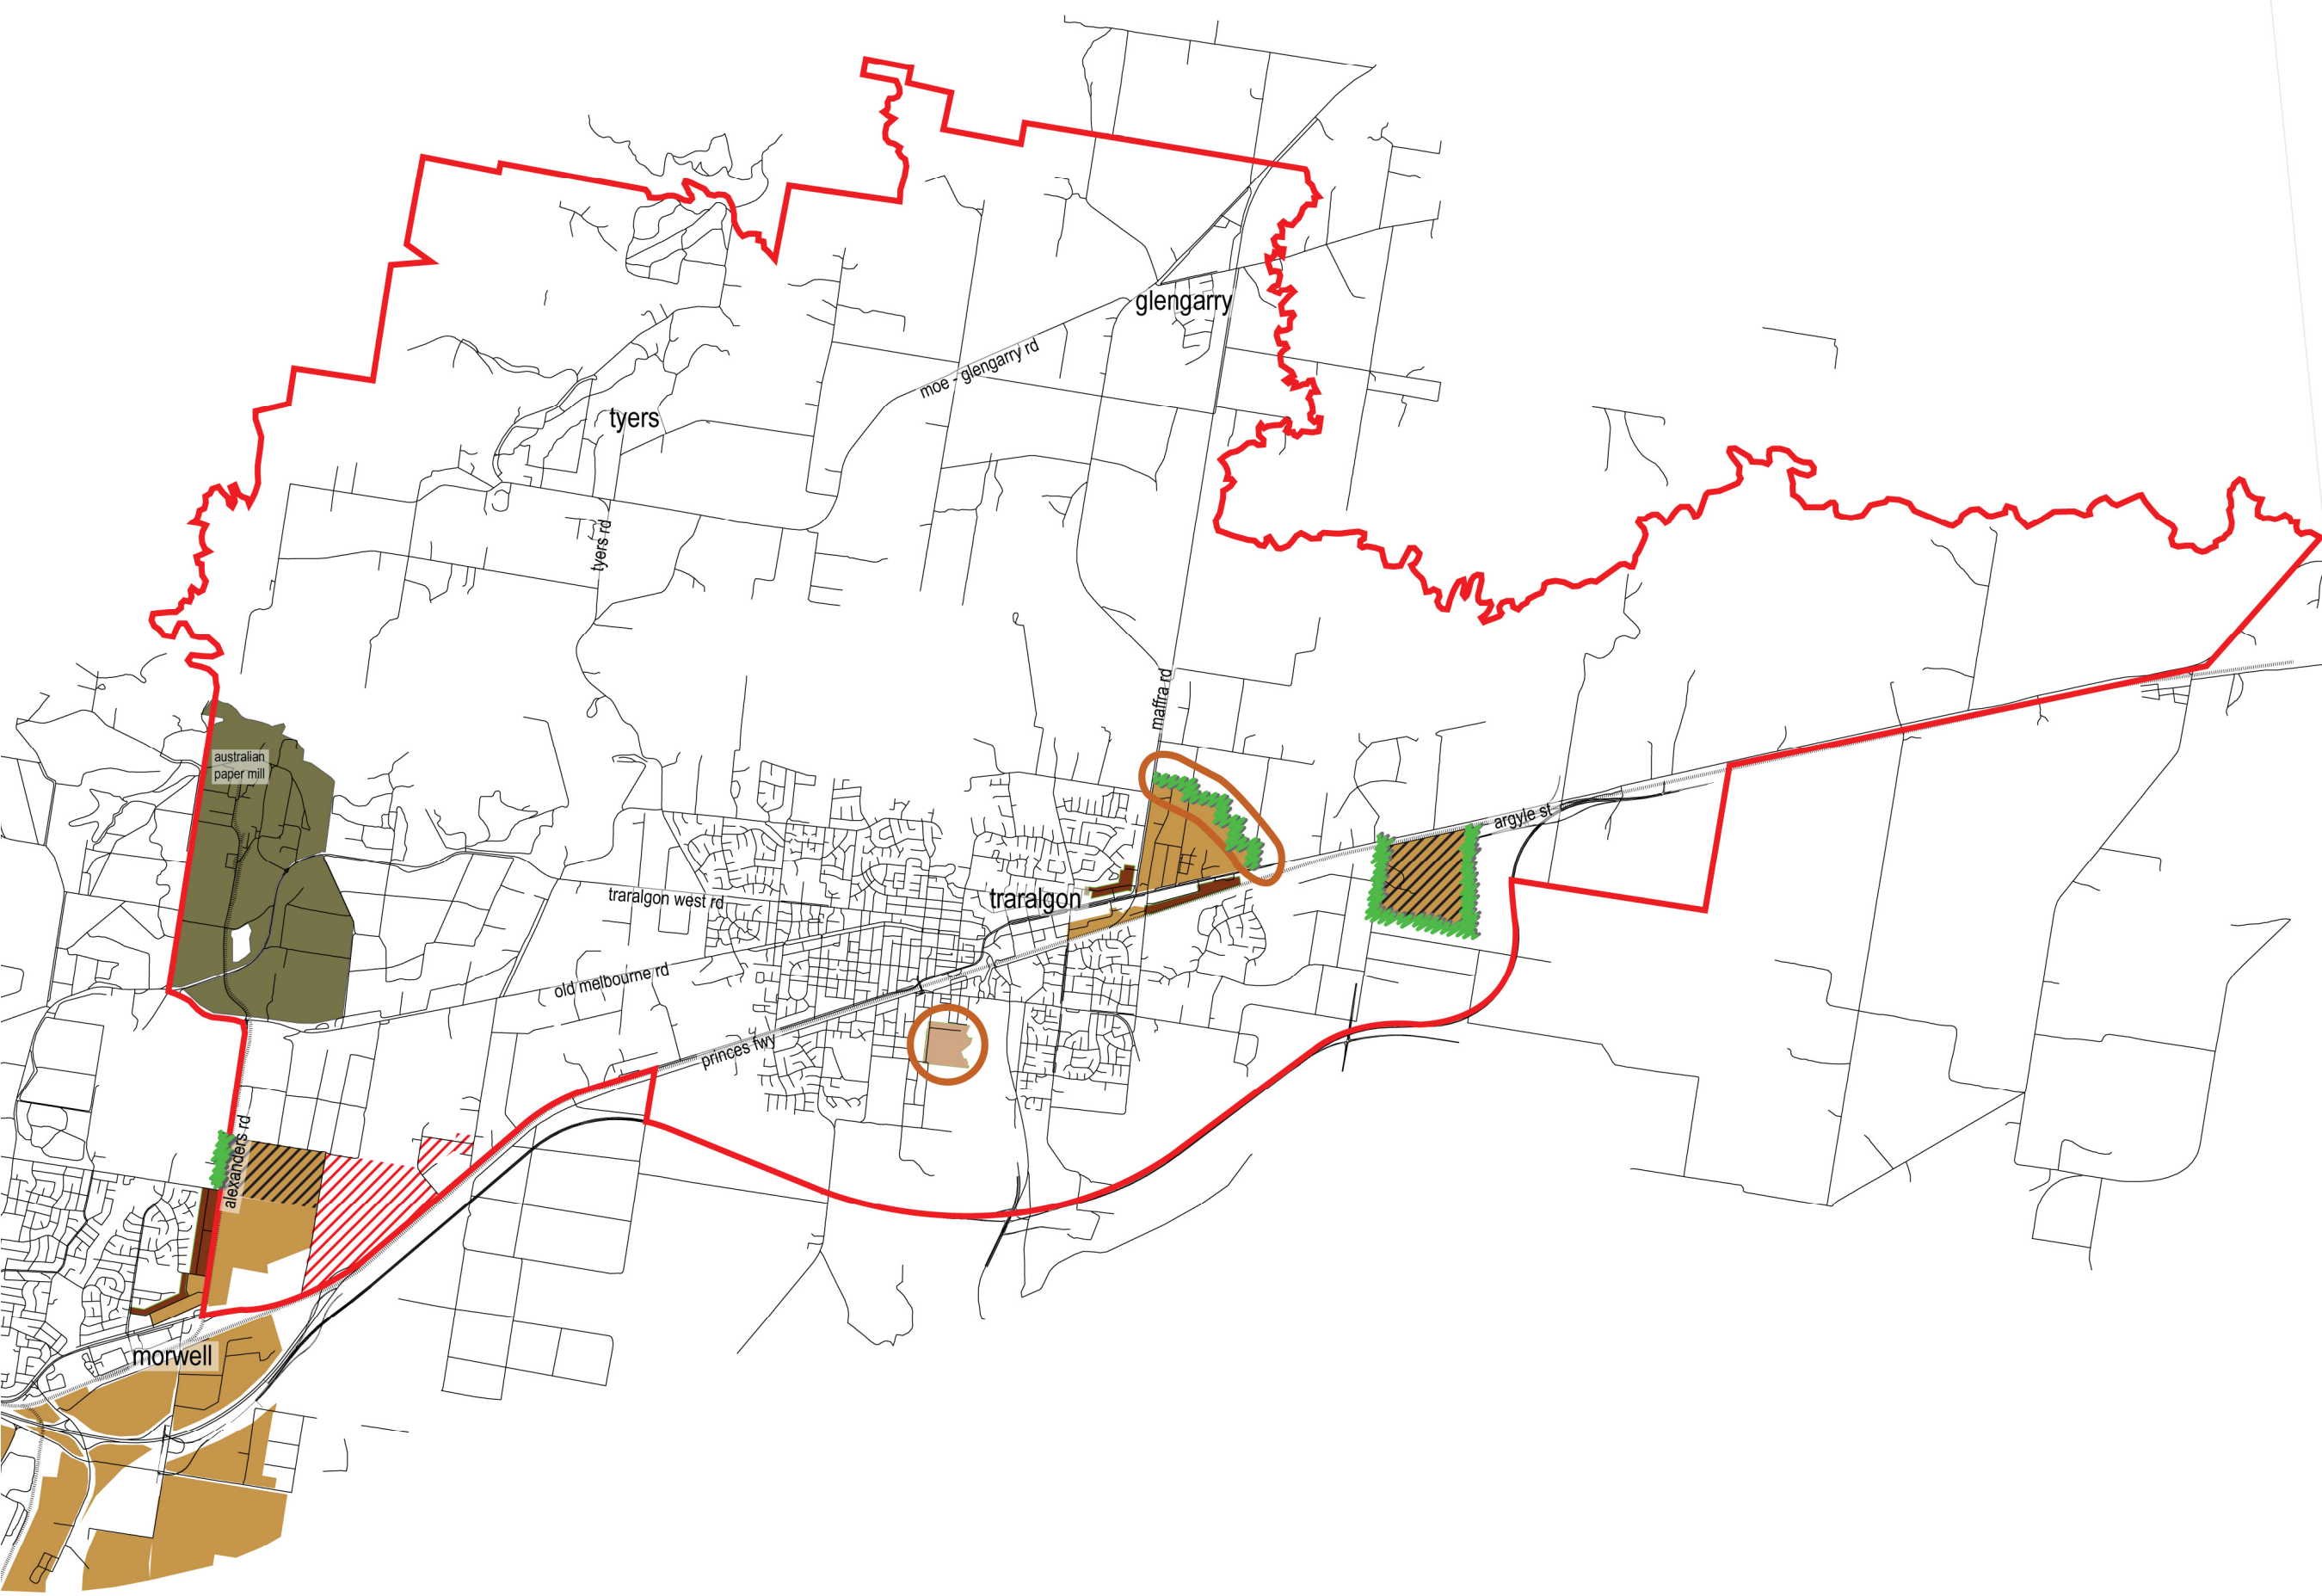 glengarry
moe - glengarry rd
tyers
tyers rd
maffra rd
australian
paper mill
argyle st
traralgon west rd
traralgon
old melbourne rd
princes fwy
alexanders rd
morwell